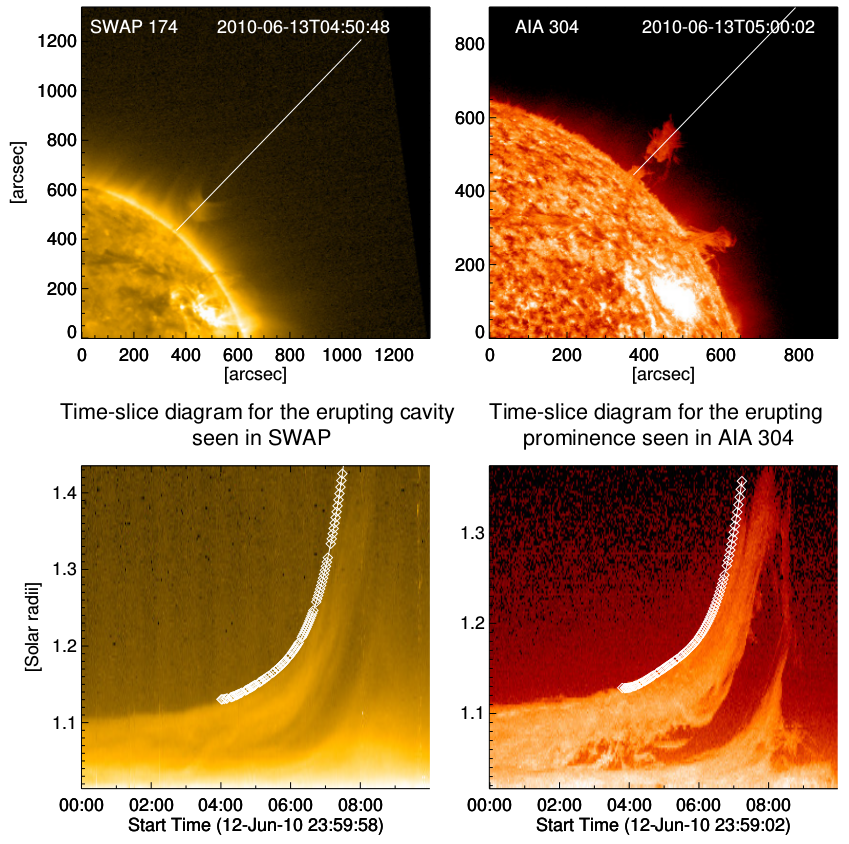 SWAP 174 2010-06-13T04:50:48
[arcsec]
1200
1000
800
600
400
200
0
0 200 400 600 800 1000 1200
[arcsec]
AIA 304 2010-06-13T05:00:02
800
600
400
200
0
0 200 400 600 800
[arcsec]
Time-slice diagram for the erupting cavity
seen in SWAP
[Solar radii]
1.4
1.3
1.2
1.1
00:00 02:00 04:00 06:00 08:00
Start Time (12-Jun-10 23:59:58)
Time-slice diagram for the erupting
prominence seen in AIA 304
1.3
1.2
1.1
00:00 02:00 04:00 06:00 08:00
Start Time (12-Jun-10 23:59:02)